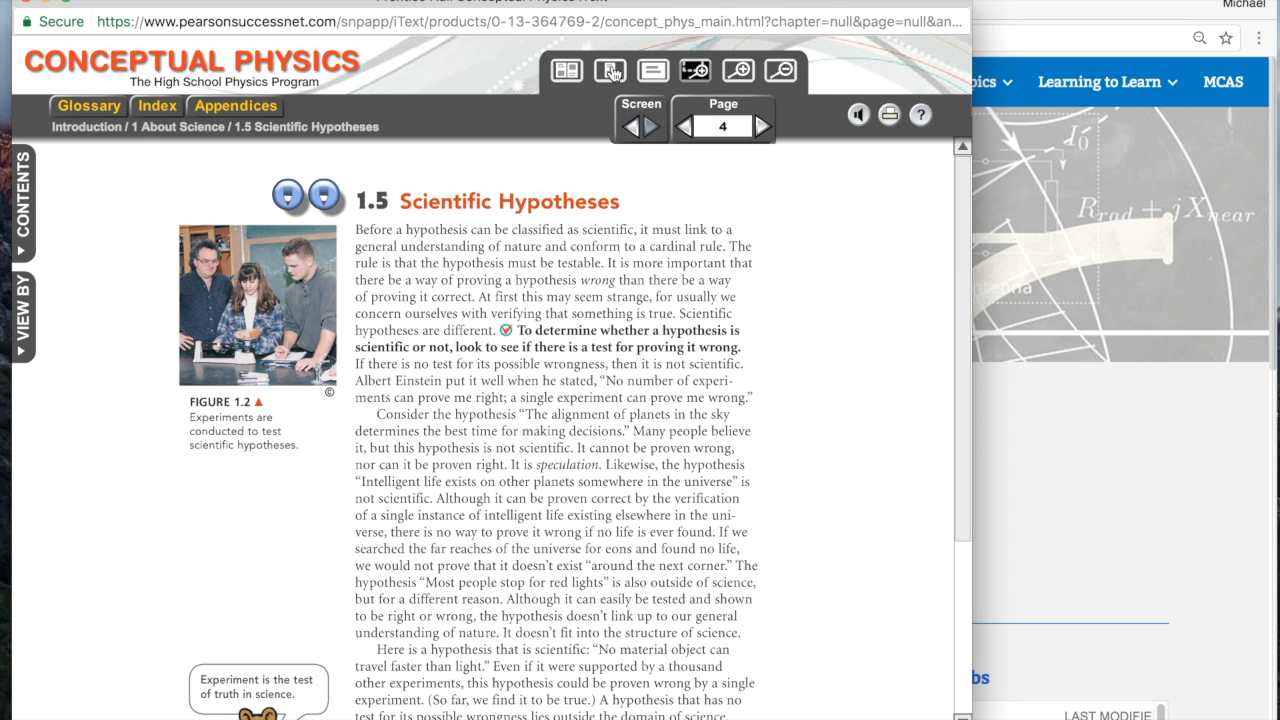 Michael
Secure https://www.pearsonsuccessnet.com/snpapp/iText/products/0-13-364769-2/concept_phys_main.html?chapter=null&page=null&an...
CONCEPTUAL PHYSICS
The High School Physics Program
Glossary Index Appendices
Introduction / 1 About Science / 1.5 Scientific Hypotheses
Screen
Page
4
?
pics
Learning to Learn
MCAS
CONTENTS
VIEW BY
1.5 Scientific Hypotheses
Before a hypothesis can be classified as scientific, it must link to a
general understanding of nature and conform to a cardinal rule. The
rule is that the hypothesis must be testable. It is more important that
there be a way of proving a hypothesis wrong than there be a way
of proving it correct. At first this may seem strange, for usually we
concern ourselves with verifying that something is true. Scientific
hypotheses are different. To determine whether a hypothesis is
scientific or not, look to see if there is a test for proving it wrong.
If there is no test for its possible wrongness, then it is not scientific.
Albert Einstein put it well when he stated, “No number of experi-
ments can prove me right; a single experiment can prove me wrong.”
Consider the hypothesis “The alignment of planets in the sky
determines the best time for making decisions.” Many people believe
it, but this hypothesis is not scientific. It cannot be proven wrong,
nor can it be proven right. It is speculation. Likewise, the hypothesis
“Intelligent life exists on other planets somewhere in the universe” is
not scientific. Although it can be proven correct by the verification
of a single instance of intelligent life existing elsewhere in the uni-
verse, there is no way to prove it wrong if no life is ever found. If we
searched the far reaches of the universe for eons and found no life,
we would not prove that it doesn’t exist “around the next corner.” The
hypothesis “Most people stop for red lights” is also outside of science,
but for a different reason. Although it can easily be tested and shown
to be right or wrong, the hypothesis doesn’t link up to our general
understanding of nature. It doesn’t fit into the structure of science.
Here is a hypothesis that is scientific: “No material object can
travel faster than light.” Even if it were supported by a thousand
other experiments, this hypothesis could be proven wrong by a single
experiment. (So far, we find it to be true.) A hypothesis that has no
test for its possible wrongness lies outside the domain of science.
©
FIGURE 1.2 ▲
Experiments are
conducted to test
scientific hypotheses.
Experiment is the test
of truth in science.
I0
Rrad + jXnear
bs
LAST MODIFIE